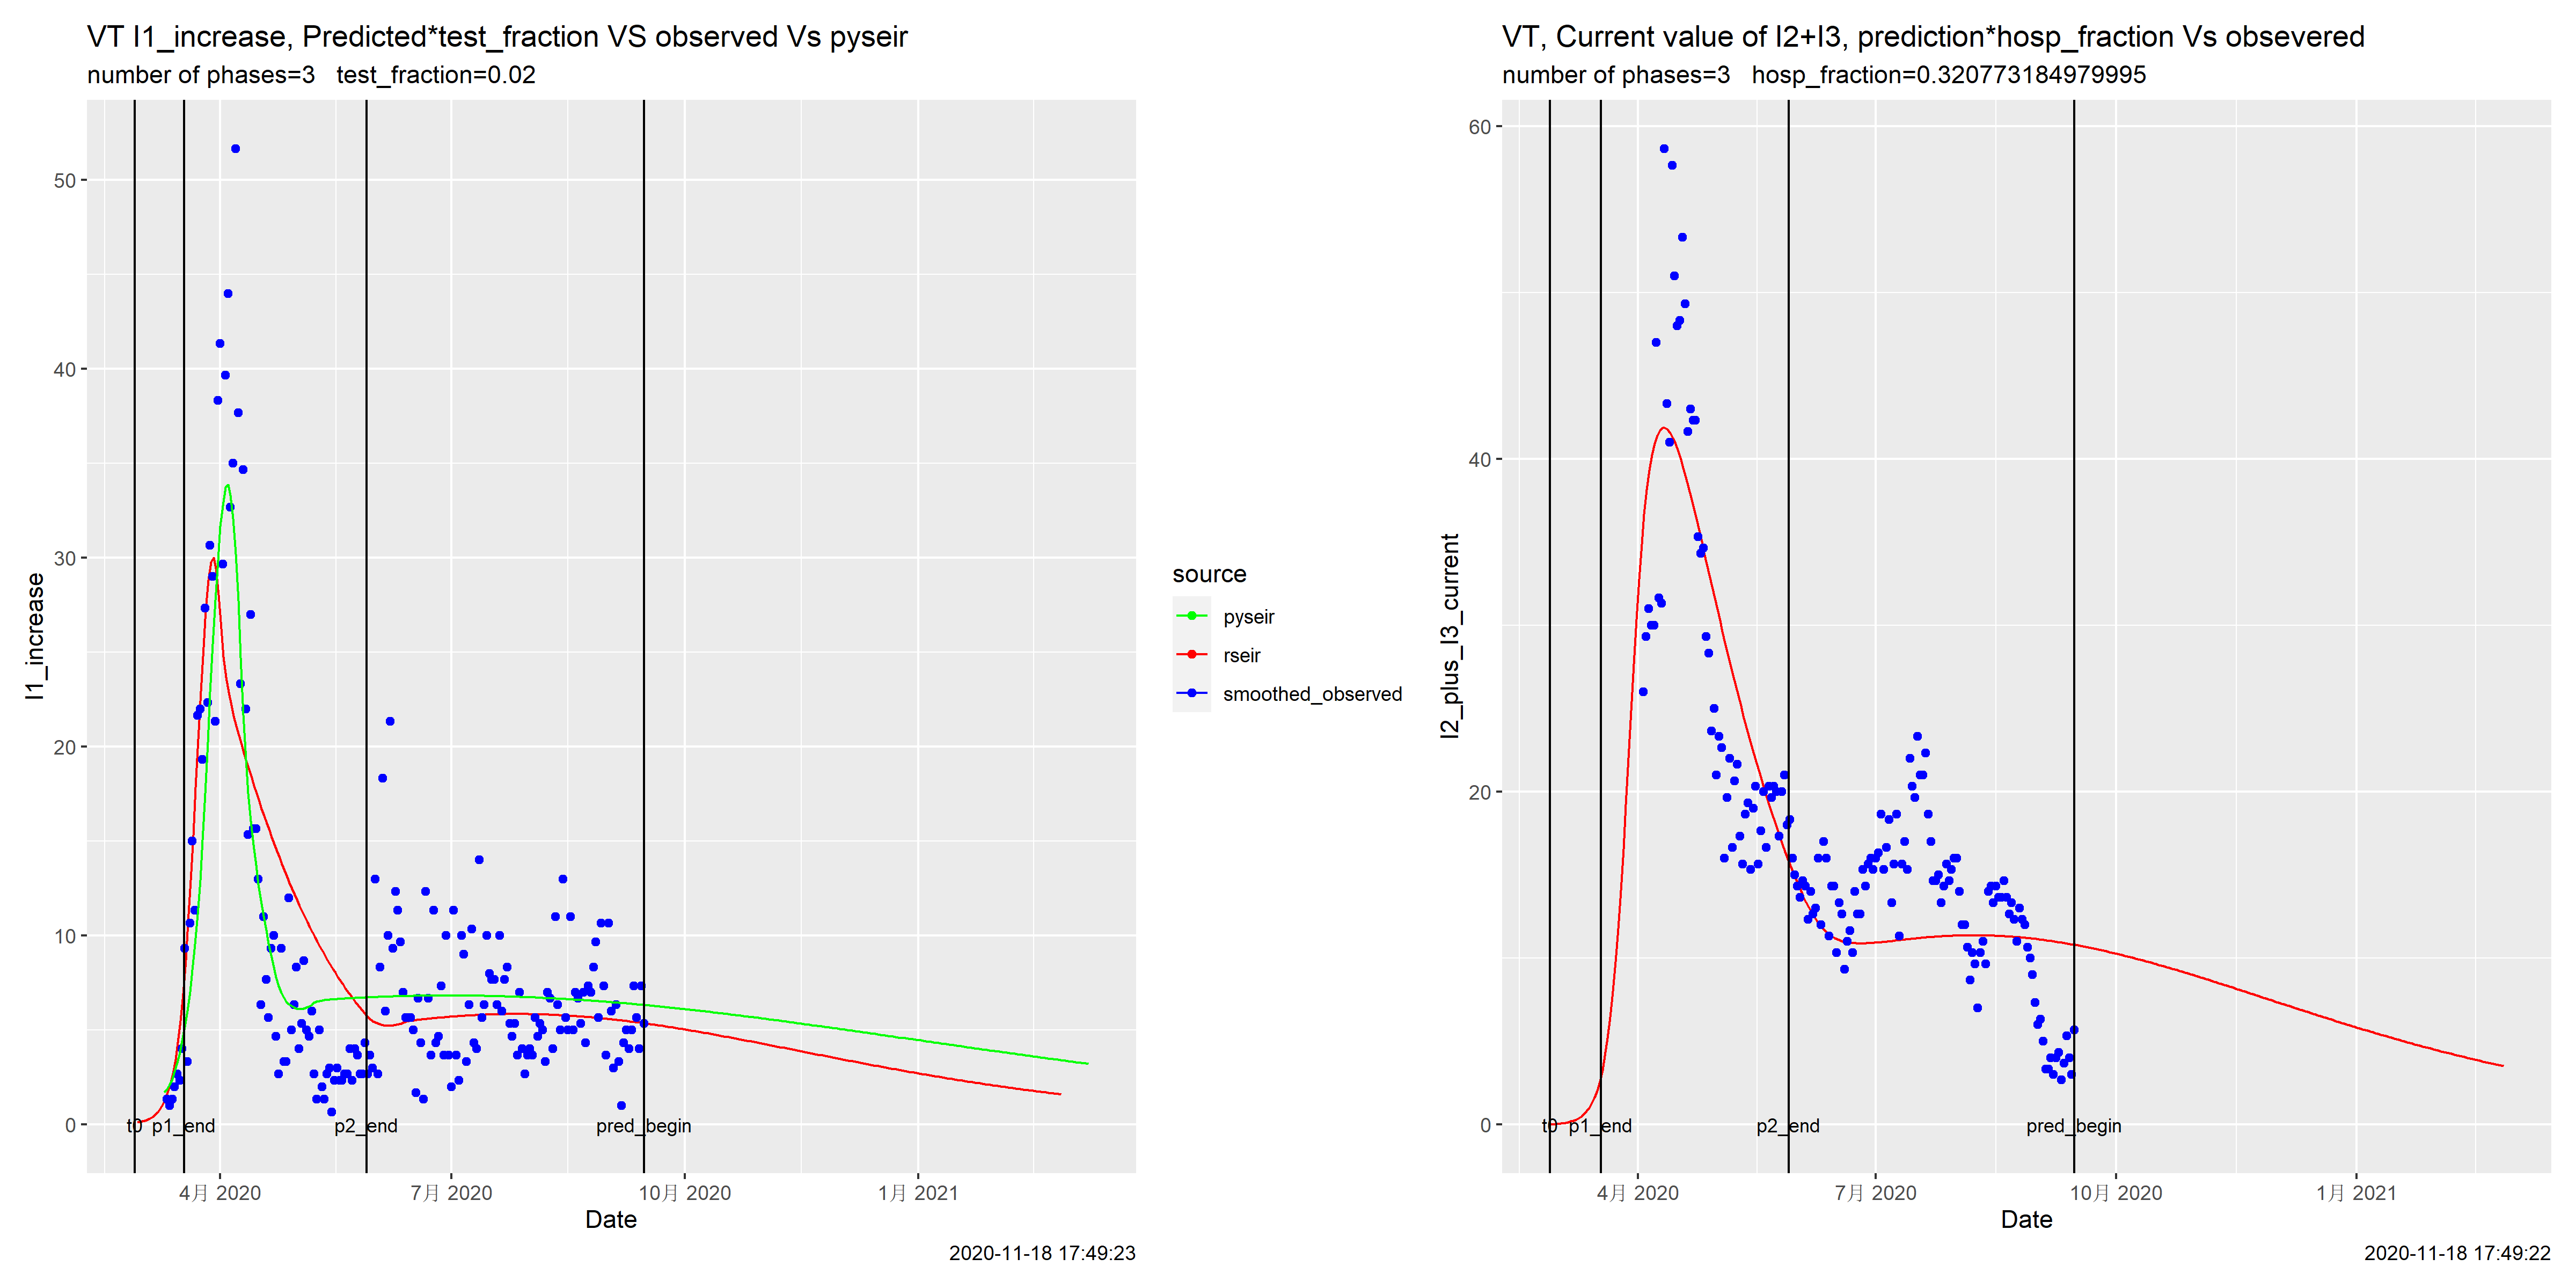 VT I1_increase, Predicted*test_fraction VS observed Vs pyseir
number of phases=3   test_fraction=0.02
I1_increase
50
40
30
20
10
0
t0 p1_end p2_end pred_begin
4月 2020 7月 2020 10月 2020 1月 2021
Date
2020-11-18 17:49:23
source
pyseir
rseir
smoothed_observed
VT, Current value of I2+I3, prediction*hosp_fraction Vs obsevered
number of phases=3   hosp_fraction=0.320773184979995
I2_plus_I3_current
60
40
20
0
t0 p1_end p2_end pred_begin
4月 2020 7月 2020 10月 2020 1月 2021
Date
2020-11-18 17:49:22